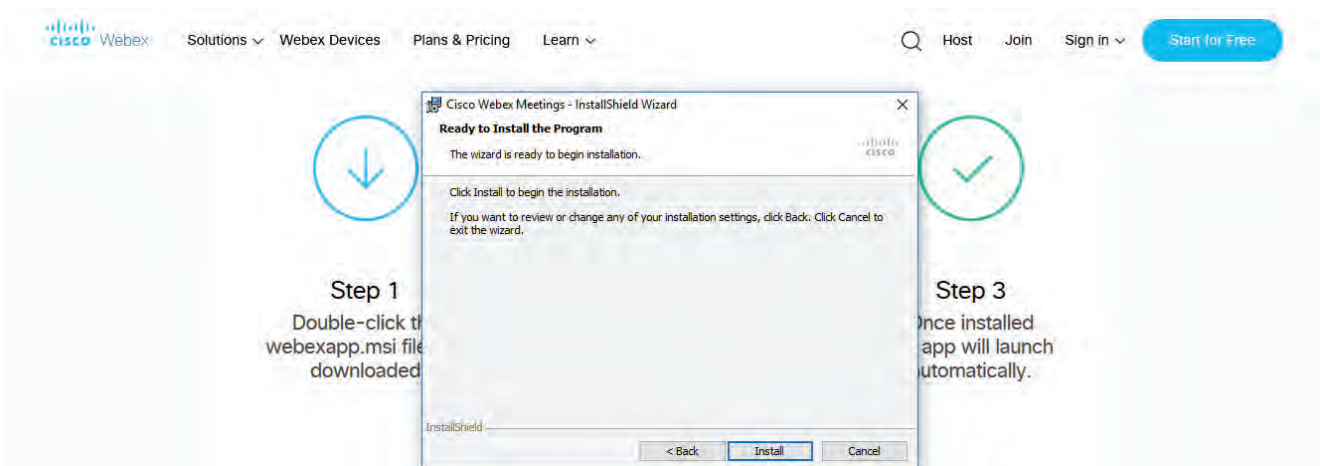 cisco Webex Solutions Webex Devices Plans & Pricing Learn Host Join Sign in Start for Free
Cisco Webex Meetings - InstallShield Wizard
Ready to Install the Program
The wizard is ready to begin installation.
cisco
Click Install to begin the installation.
If you want to review or change any of your installation settings, click Back. Click Cancel to
exit the wizard.
InstallShield
< Back Install Cancel
Step 1
Double-click
webexapp.msi
downloaded
Step 3
installed
app will launch